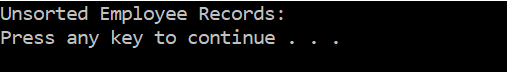 Unsorted Employee Records:
Press any key to continue . . .